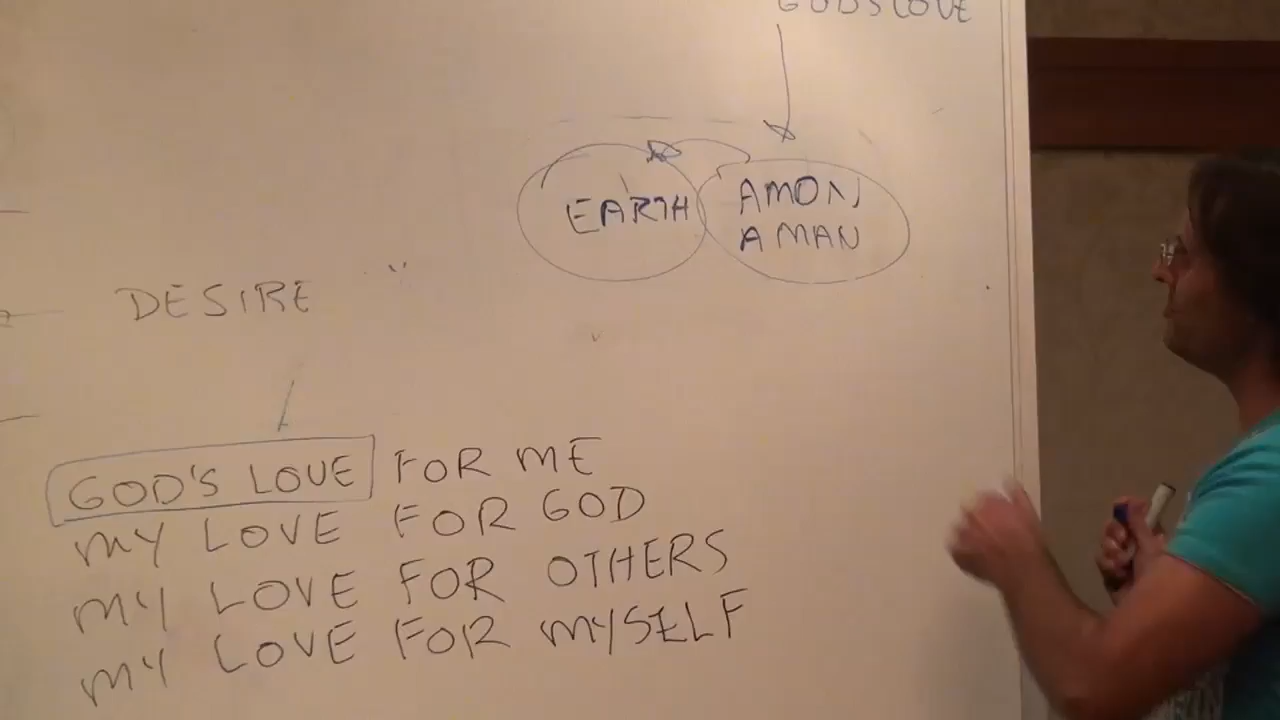 GOD'S LOVE
EARTH
AMON
A MAN
DESIRE
GOD'S LOVE FOR ME
MY LOVE FOR GOD
MY LOVE FOR OTHERS
MY LOVE FOR MYSELF